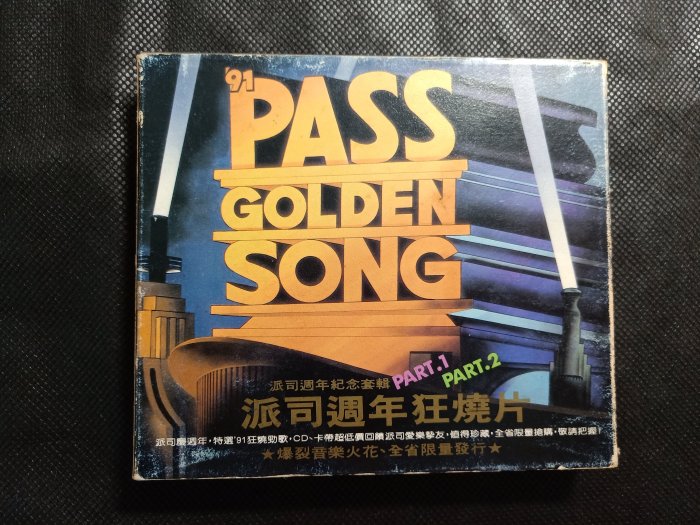 '91
PASS
GOLDEN
SONG
派司週年紀念套輯 PART.1 PART.2
派司週年狂燒片
派司慶週年，特選'91狂燒勁歌，CD、卡帶超低價回饋派司愛樂摯友，值得珍藏，全省限量搶購，敬請把握！
★爆裂音樂火花、全省限量發行★